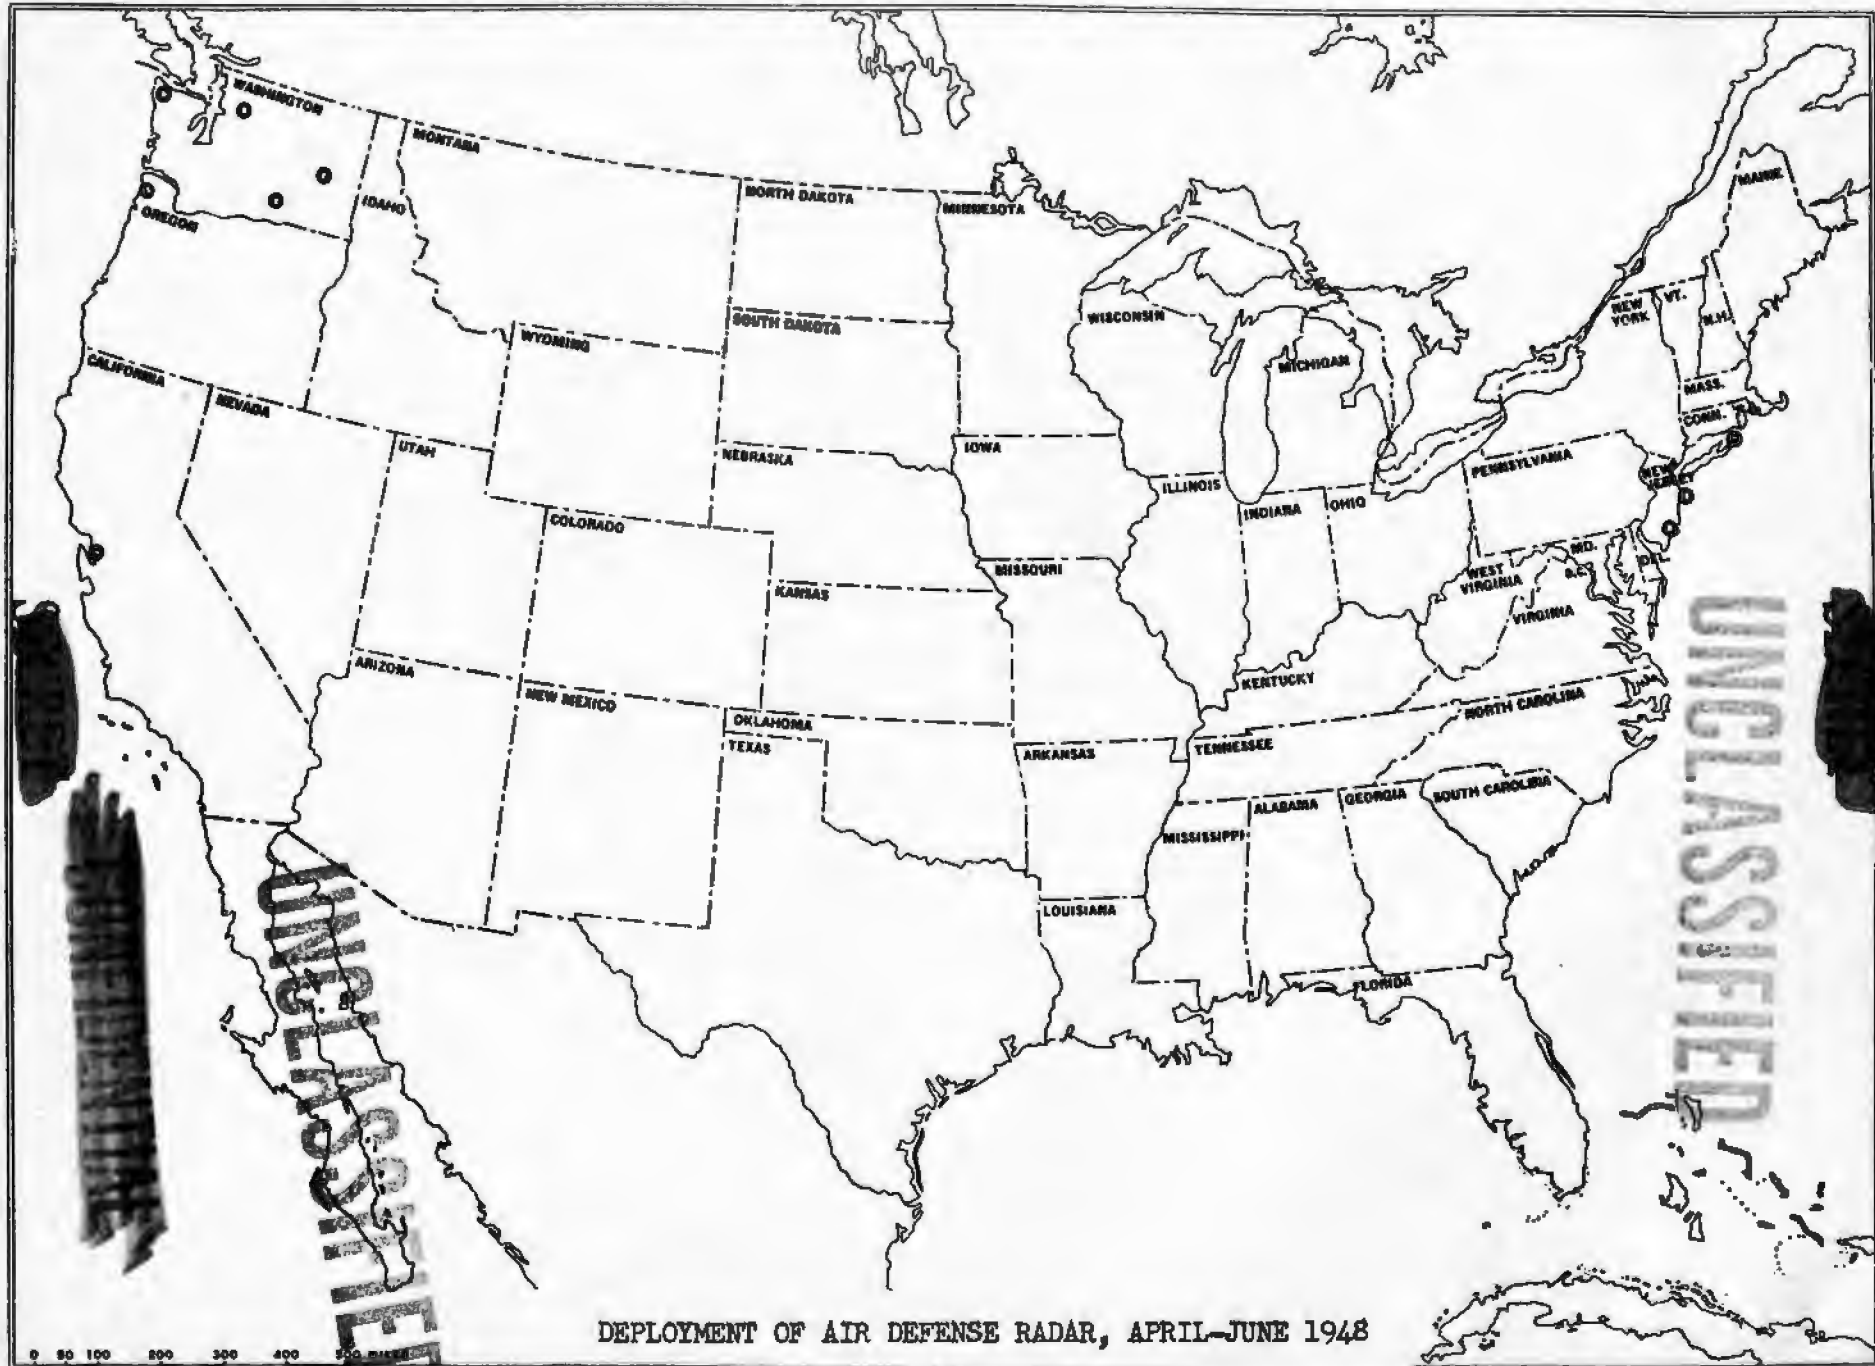 WASHINGTON
MONTANA
NORTH DAKOTA
MINNESOTA
MAINE
IDAHO
OREGON
NEW
YORK
VT.
N.H.
SOUTH DAKOTA
WISCONSIN
WYOMING
MICHIGAN
CALIFORNIA
MASS.
NEVADA
CONN.
UTAH
IOWA
NEBRASKA
PENNSYLVANIA
NEW
JERSEY
ILLINOIS
INDIANA
OHIO
COLORADO
MD.
D.C.
DEL.
MISSOURI
WEST
VIRGINIA
KANSAS
VIRGINIA
ARIZONA
KENTUCKY
NEW MEXICO
NORTH CAROLINA
OKLAHOMA
TEXAS
ARKANSAS
TENNESSEE
ALABAMA
GEORGIA
SOUTH CAROLINA
MISSISSIPPI
LOUISIANA
FLORIDA
UNCLASSIFIED
UNCLASSIFIED
CONFIDENTIAL
DEPLOYMENT OF AIR DEFENSE RADAR, APRIL-JUNE 1948
0 50 100 200 300 400 500 MILES